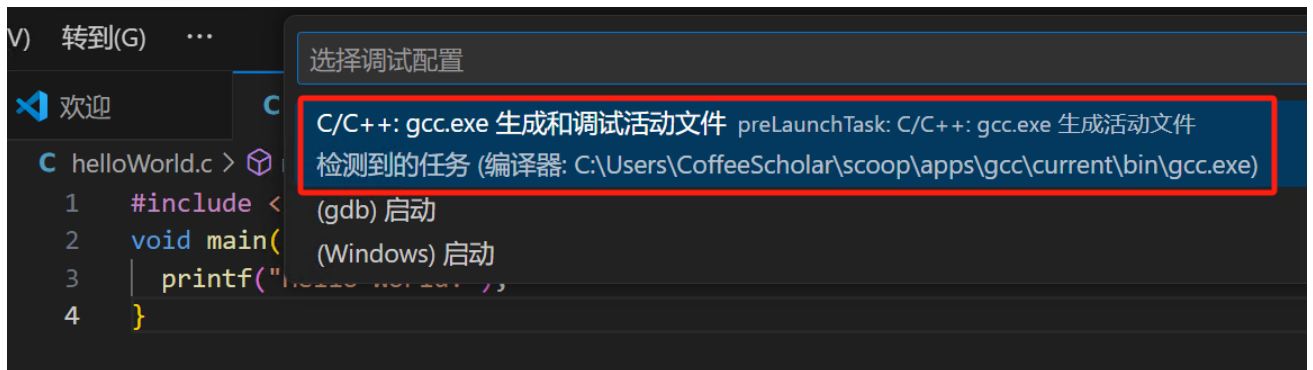 V) 转到(G) ···
选择调试配置
欢迎
C
C/C++: gcc.exe 生成和调试活动文件 preLaunchTask: C/C++: gcc.exe 生成活动文件
检测到的任务 (编译器: C:\Users\CoffeeScholar\scoop\apps\gcc\current\bin\gcc.exe)
(gdb) 启动
(Windows) 启动
C helloWorld.c >
1 #include <
2 void main(
3 printf("
4 }